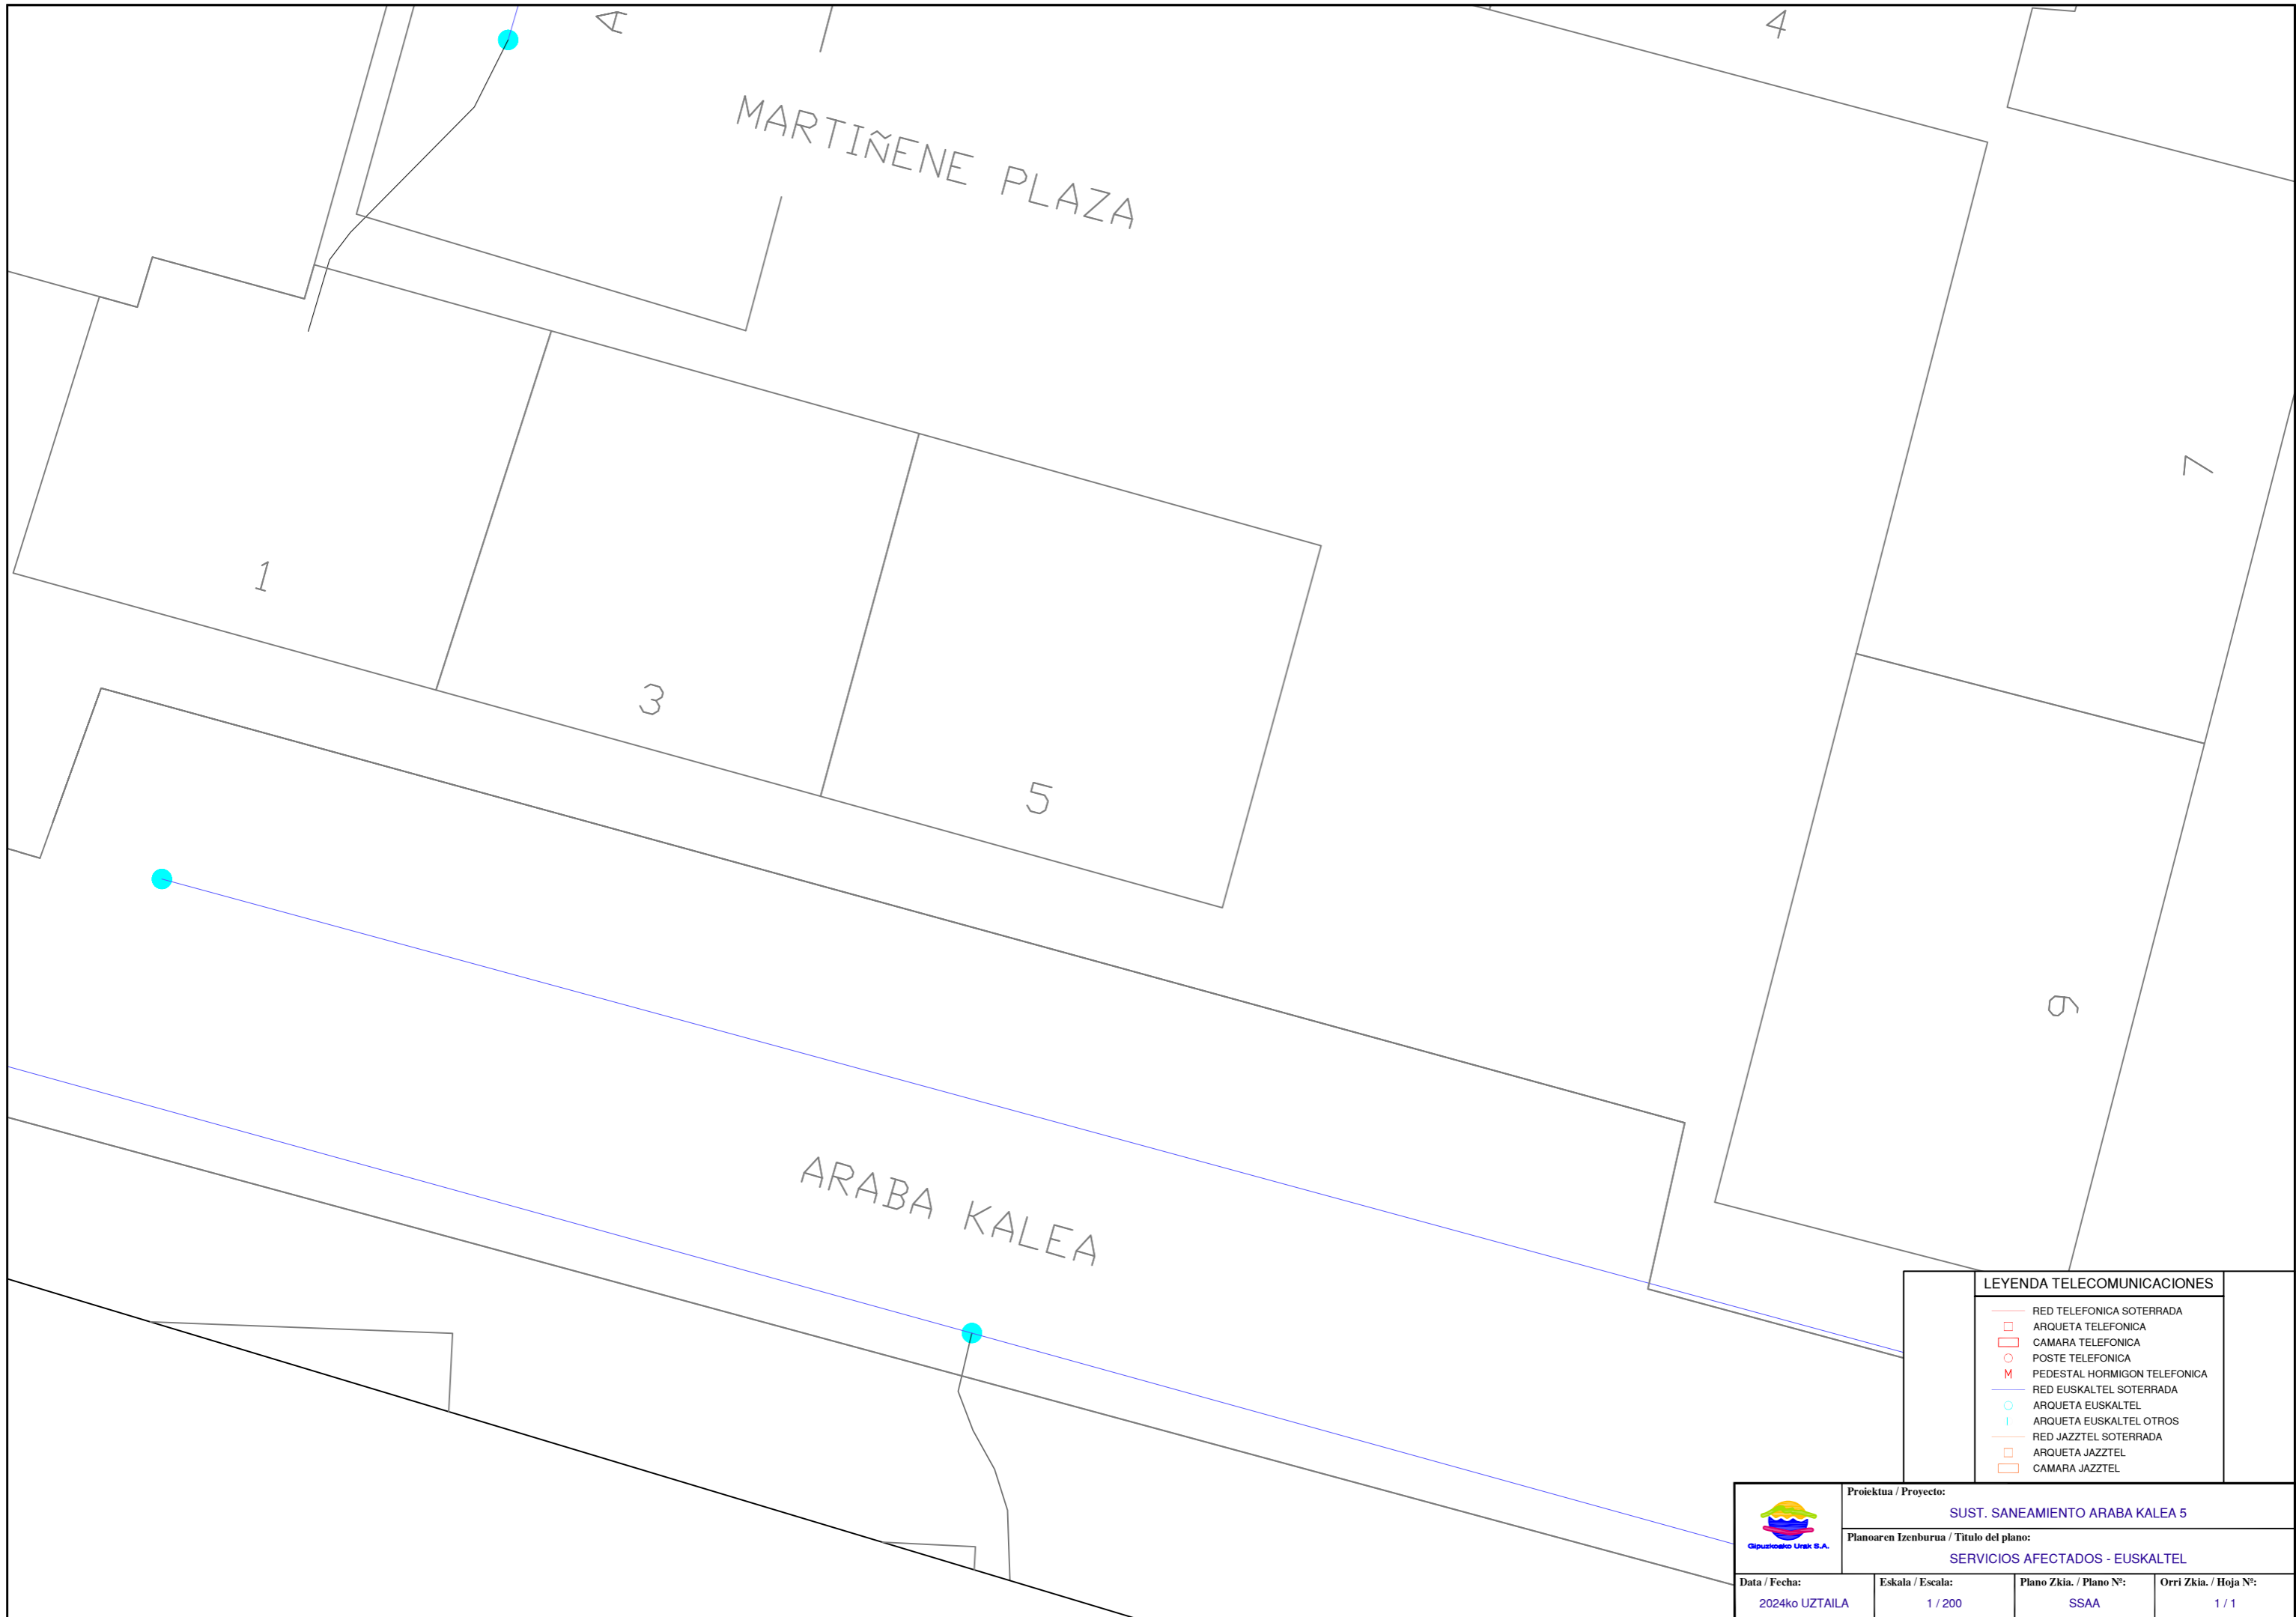 A
4
MARTIÑENE PLAZA
7
1
3
5
9
ARABA KALEA
LEYENDA TELECOMUNICACIONES
RED TELEFONICA SOTERRADA
ARQUETA TELEFONICA
CAMARA TELEFONICA
POSTE TELEFONICA
M PEDESTAL HORMIGON TELEFONICA
RED EUSKALTEL SOTERRADA
ARQUETA EUSKALTEL
I ARQUETA EUSKALTEL OTROS
RED JAZZTEL SOTERRADA
ARQUETA JAZZTEL
CAMARA JAZZTEL
Gipuzkoako Urak S.A.
Proiektua / Proyecto:
SUST. SANEAMIENTO ARABA KALEA 5
Planoaren Izenburua / Titulo del plano:
SERVICIOS AFECTADOS - EUSKALTEL
Data / Fecha:
2024ko UZTAILA
Eskala / Escala:
1 / 200
Plano Zkia. / Plano Nº:
SSAA
Orri Zkia. / Hoja Nº:
1 / 1